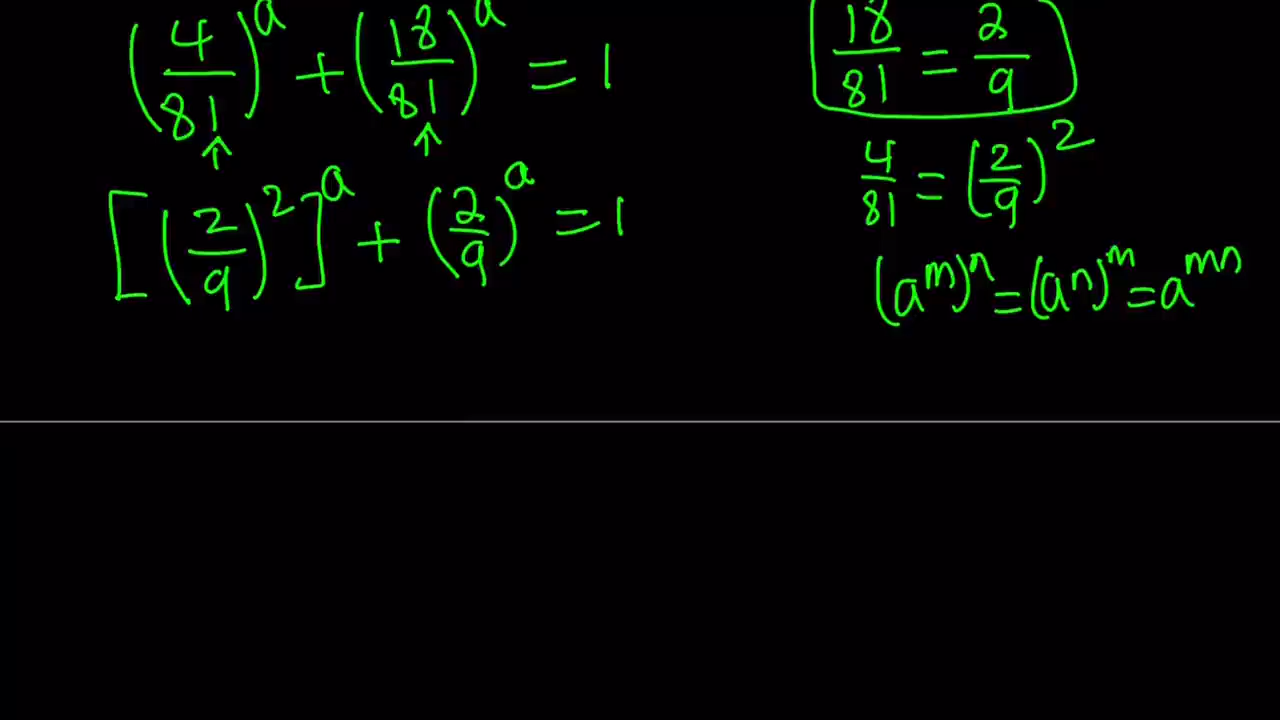 (4/81)^a + (18/81)^a = 1
↑ ↑
[(2/9)^2]^a + (2/9)^a = 1
18/81 = 2/9
4/81 = (2/9)^2
(a^m)^n = (a^n)^m = a^mn